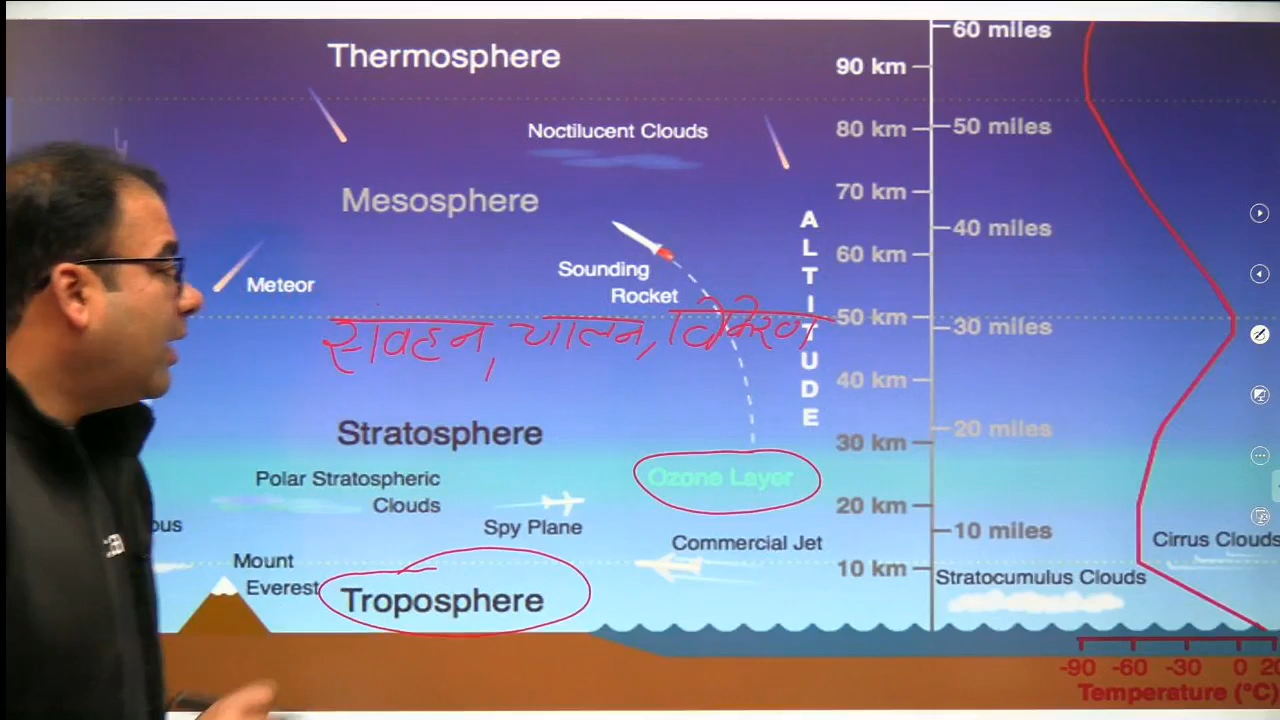 60 miles
Thermosphere
90 km
Noctilucent Clouds
80 km
50 miles
70 km
Mesosphere
40 miles
60 km
Sounding
Rocket
Meteor
ALTITUDE
50 km
30 miles
संवहन, चालन, विकिरण
40 km
Stratosphere
20 miles
30 km
Ozone Layer
Polar Stratospheric
Clouds
20 km
Spy Plane
10 miles
Commercial Jet
Cirrus Clouds
Mount
Everest
10 km
Stratocumulus Clouds
Troposphere
-90 -60 -30 0 20
Temperature (°C)